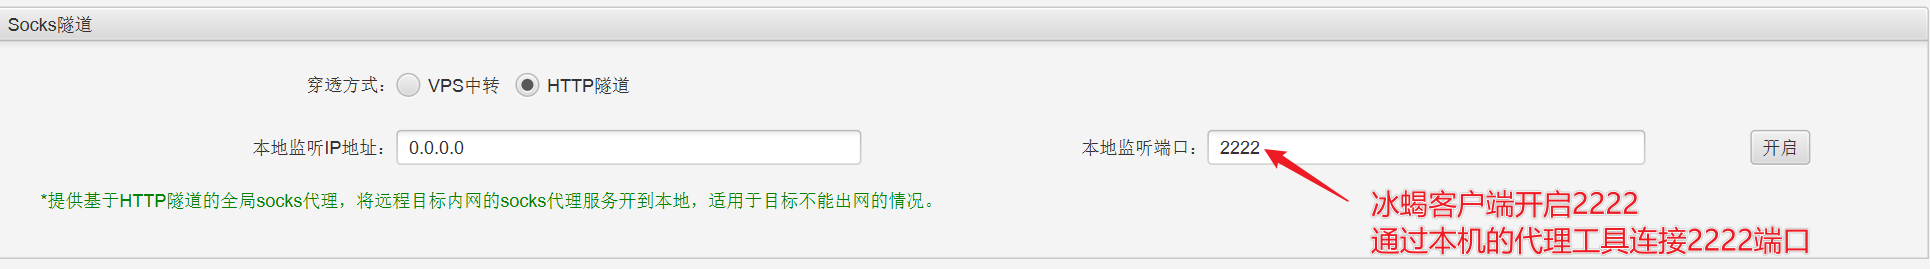 Socks隧道
穿透方式： VPS中转 HTTP隧道
本地监听IP地址： 0.0.0.0 本地监听端口： 2222 开启
*提供基于HTTP隧道的全局socks代理，将远程目标内网的socks代理服务开到本地，适用于目标不能出网的情况。
冰蝎客户端开启2222
通过本机的代理工具连接2222端口